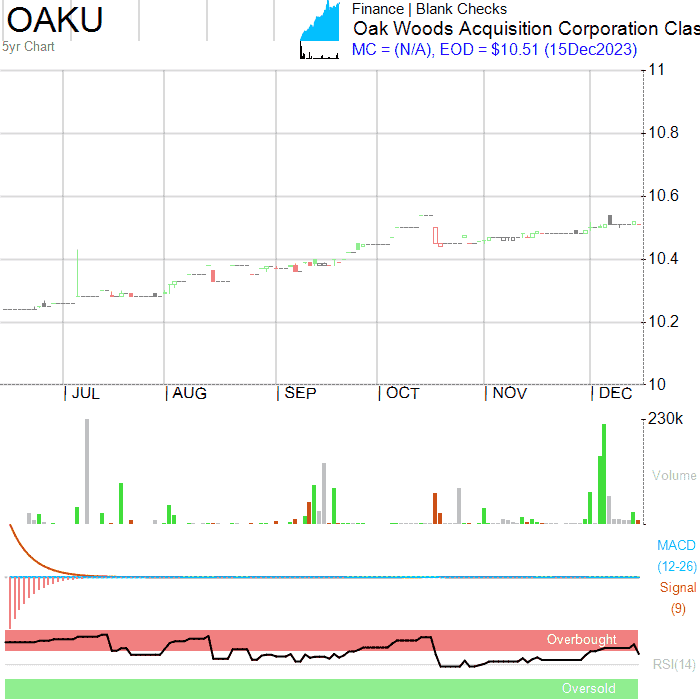 OAKU
5yr Chart
Finance | Blank Checks
Oak Woods Acquisition Corporation Clas
MC = (N/A), EOD = $10.51 (15Dec2023)
11
10.8
10.6
10.4
10.2
10
JUL AUG SEP OCT NOV DEC
230k
Volume
MACD
(12-26)
Signal
(9)
Overbought
RSI(14)
Oversold